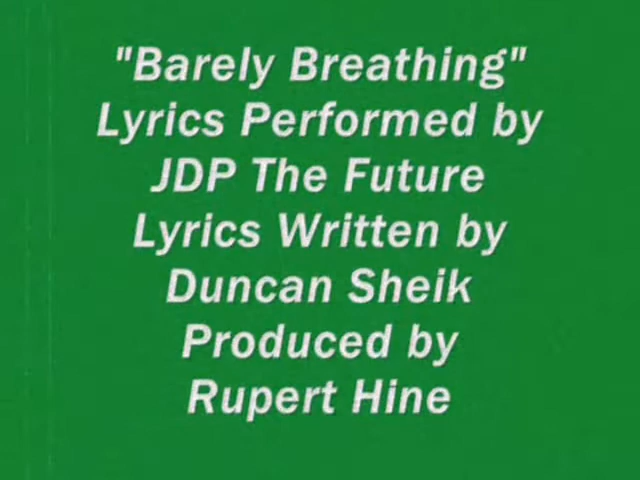 "Barely Breathing"
Lyrics Performed by
JDP The Future
Lyrics Written by
Duncan Sheik
Produced by
Rupert Hine